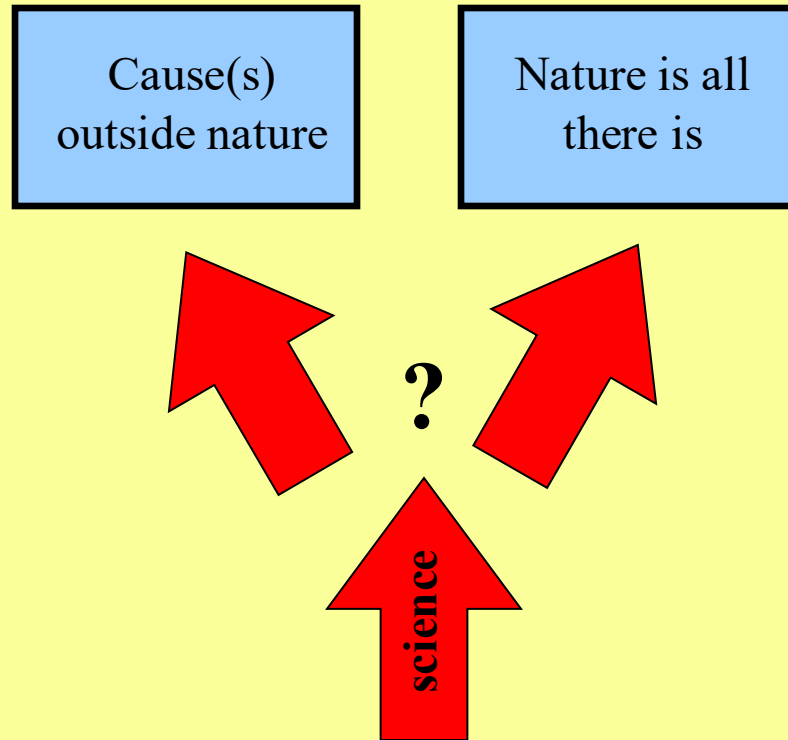 Cause(s)
outside nature
Nature is all
there is
?
science